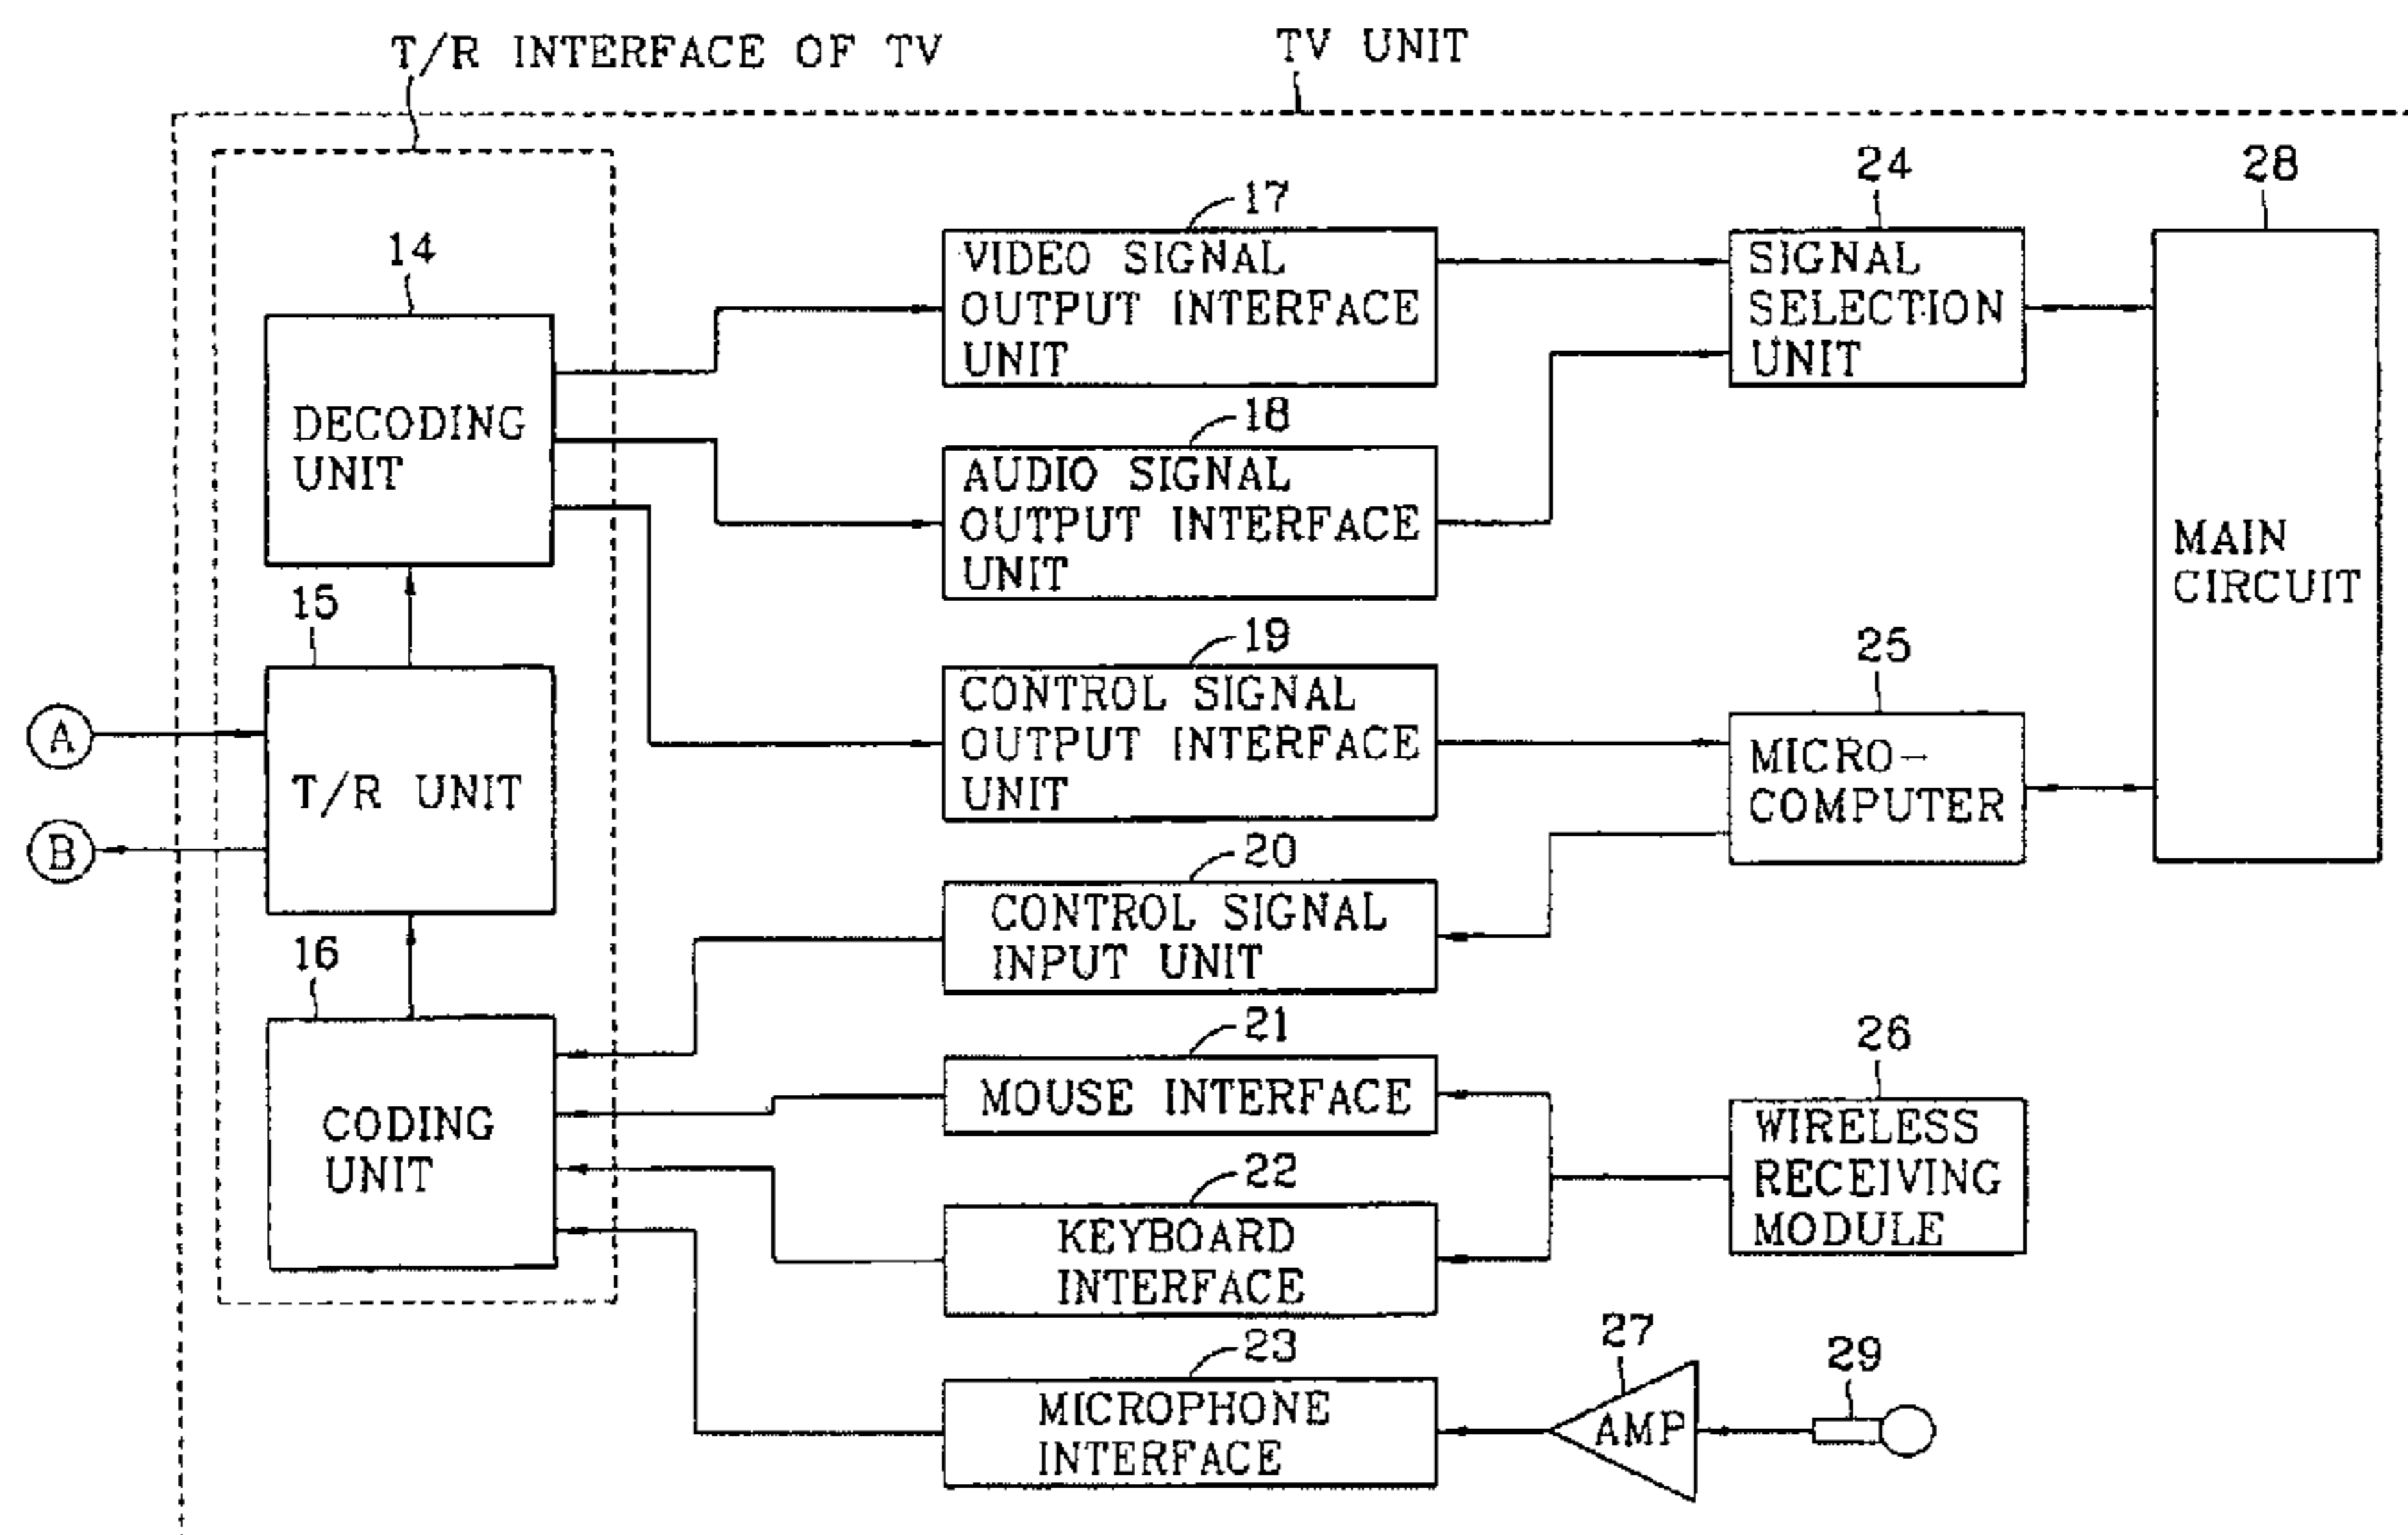 T/R INTERFACE OF TV
TV UNIT
14
DECODING
UNIT
15
T/R UNIT
A
B
16
CODING
UNIT
17
VIDEO SIGNAL
OUTPUT INTERFACE
UNIT
18
AUDIO SIGNAL
OUTPUT INTERFACE
UNIT
19
CONTROL SIGNAL
OUTPUT INTERFACE
UNIT
20
CONTROL SIGNAL
INPUT UNIT
21
MOUSE INTERFACE
22
KEYBOARD
INTERFACE
23
MICROPHONE
INTERFACE
24
SIGNAL
SELECTION
UNIT
25
MICRO-
COMPUTER
26
WIRELESS
RECEIVING
MODULE
27
AMP
29
28
MAIN
CIRCUIT